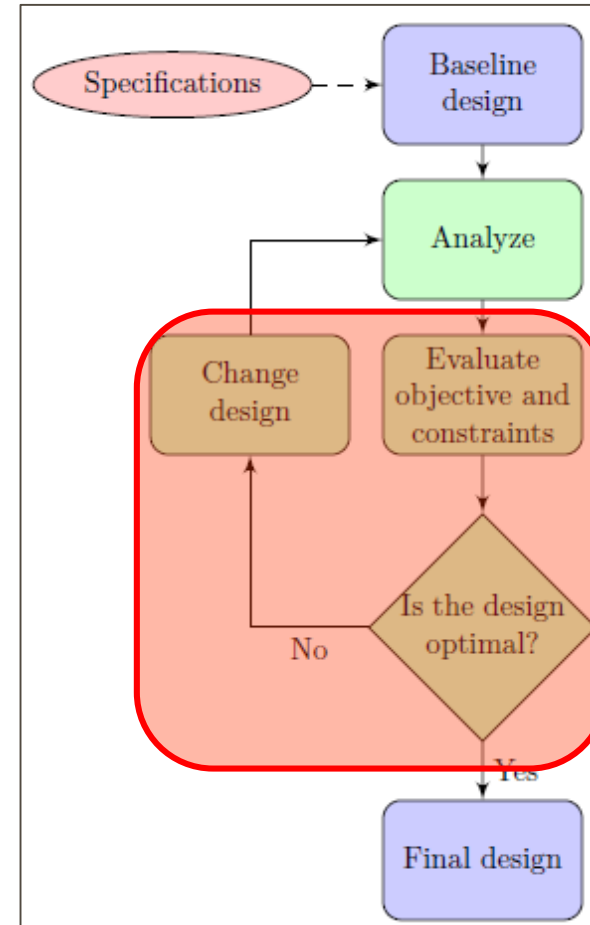 Specifications
Baseline
design
Analyze
Change
design
Evaluate
objective and
constraints
Is the design
optimal?
No
Yes
Final design